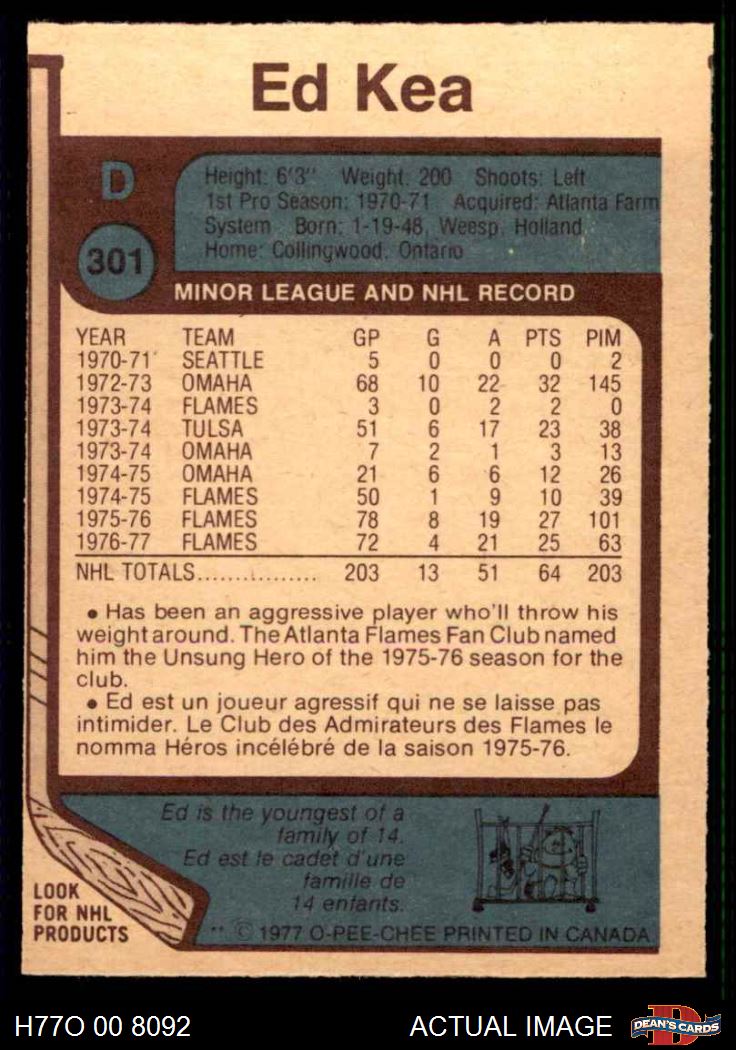 Ed Kea
D
301
Height: 6'3" Weight: 200 Shoots: Left
1st Pro Season: 1970-71 Acquired: Atlanta Farm
System Born: 1-19-48, Weesp, Holland
Home: Collingwood, Ontario
MINOR LEAGUE AND NHL RECORD
YEAR TEAM GP G A PTS PIM
1970-71 SEATTLE 5 0 0 0 2
1972-73 OMAHA 68 10 22 32 145
1973-74 FLAMES 3 0 2 2 0
1973-74 TULSA 51 6 17 23 38
1973-74 OMAHA 7 2 1 3 13
1974-75 OMAHA 21 6 6 12 26
1974-75 FLAMES 50 1 9 10 39
1975-76 FLAMES 78 8 19 27 101
1976-77 FLAMES 72 4 21 25 63
NHL TOTALS................ 203 13 51 64 203
• Has been an aggressive player who'll throw his
weight around. The Atlanta Flames Fan Club named
him the Unsung Hero of the 1975-76 season for the
club.
• Ed est un joueur agressif qui ne se laisse pas
intimider. Le Club des Admirateurs des Flames le
nomma Héros incélébré de la saison 1975-76.
Ed is the youngest of a
family of 14.
Ed est le cadet d'une
famille de
14 enfants.
LOOK
FOR NHL
PRODUCTS
** © 1977 O-PEE-CHEE PRINTED IN CANADA
H77O 00 8092
ACTUAL IMAGE
DEAN'S CARDS